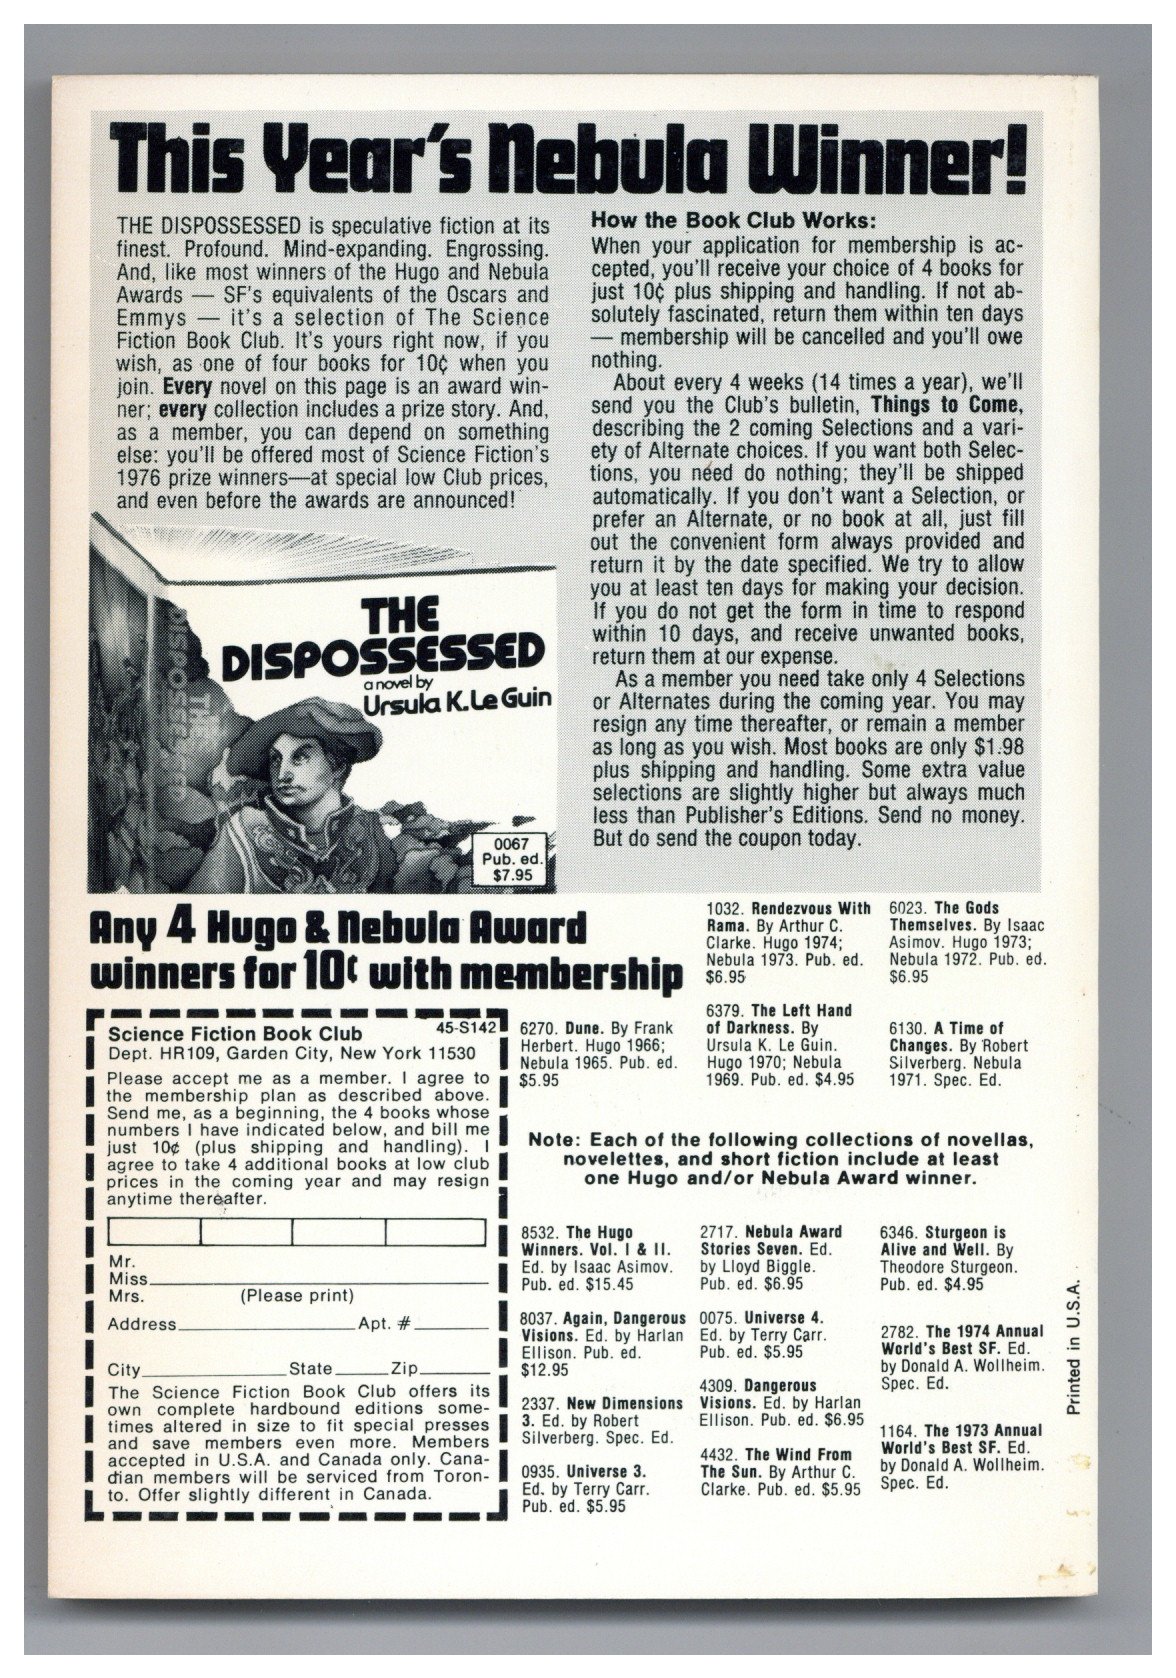 This Year's Nebula Winner!
THE DISPOSSESSED is speculative fiction at its
finest. Profound. Mind-expanding. Engrossing.
And, like most winners of the Hugo and Nebula
Awards — SF's equivalents of the Oscars and
Emmys — it's a selection of The Science
Fiction Book Club. It's yours right now, if you
wish, as one of four books for 10¢ when you
join. Every novel on this page is an award win-
ner; every collection includes a prize story. And,
as a member, you can depend on something
else: you'll be offered most of Science Fiction's
1976 prize winners—at special low Club prices,
and even before the awards are announced!
THE
DISPOSSESSED
a novel by
Ursula K. Le Guin
0067
Pub. ed.
$7.95
How the Book Club Works:
When your application for membership is ac-
cepted, you'll receive your choice of 4 books for
just 10¢ plus shipping and handling. If not ab-
solutely fascinated, return them within ten days
— membership will be cancelled and you'll owe
nothing.
About every 4 weeks (14 times a year), we'll
send you the Club's bulletin, Things to Come,
describing the 2 coming Selections and a vari-
ety of Alternate choices. If you want both Selec-
tions, you need do nothing; they'll be shipped
automatically. If you don't want a Selection, or
prefer an Alternate, or no book at all, just fill
out the convenient form always provided and
return it by the date specified. We try to allow
you at least ten days for making your decision.
If you do not get the form in time to respond
within 10 days, and receive unwanted books,
return them at our expense.
As a member you need take only 4 Selections
or Alternates during the coming year. You may
resign any time thereafter, or remain a member
as long as you wish. Most books are only $1.98
plus shipping and handling. Some extra value
selections are slightly higher but always much
less than Publisher's Editions. Send no money.
But do send the coupon today.
Any 4 Hugo & Nebula Award
winners for 10¢ with membership
Science Fiction Book Club 45-S142
Dept. HR109, Garden City, New York 11530
Please accept me as a member. I agree to
the membership plan as described above.
Send me, as a beginning, the 4 books whose
numbers I have indicated below, and bill me
just 10¢ (plus shipping and handling). I
agree to take 4 additional books at low club
prices in the coming year and may resign
anytime thereafter.
Mr.
Miss
Mrs. (Please print)
Address Apt. #
City State Zip
The Science Fiction Book Club offers its
own complete hardbound editions some-
times altered in size to fit special presses
and save members even more. Members
accepted in U.S.A. and Canada only. Cana-
dian members will be serviced from Toron-
to. Offer slightly different in Canada.
1032. Rendezvous With
Rama. By Arthur C.
Clarke. Hugo 1974;
Nebula 1973. Pub. ed.
$6.95
6023. The Gods
Themselves. By Isaac
Asimov. Hugo 1973;
Nebula 1972. Pub. ed.
$6.95
6270. Dune. By Frank
Herbert. Hugo 1966;
Nebula 1965. Pub. ed.
$5.95
6379. The Left Hand
of Darkness. By
Ursula K. Le Guin.
Hugo 1970; Nebula
1969. Pub. ed. $4.95
6130. A Time of
Changes. By Robert
Silverberg. Nebula
1971. Spec. Ed.
Note: Each of the following collections of novellas,
novelettes, and short fiction include at least
one Hugo and/or Nebula Award winner.
8532. The Hugo
Winners. Vol. I & II.
Ed. by Isaac Asimov.
Pub. ed. $15.45
8037. Again, Dangerous
Visions. Ed. by Harlan
Ellison. Pub. ed.
$12.95
2337. New Dimensions
3. Ed. by Robert
Silverberg. Spec. Ed.
0935. Universe 3.
Ed. by Terry Carr.
Pub. ed. $5.95
2717. Nebula Award
Stories Seven. Ed.
by Lloyd Biggle.
Pub. ed. $6.95
0075. Universe 4.
Ed. by Terry Carr.
Pub. ed. $5.95
4309. Dangerous
Visions. Ed. by Harlan
Ellison. Pub. ed. $6.95
4432. The Wind From
The Sun. By Arthur C.
Clarke. Pub. ed. $5.95
6346. Sturgeon is
Alive and Well. By
Theodore Sturgeon.
Pub. ed. $4.95
2782. The 1974 Annual
World's Best SF. Ed.
by Donald A. Wollheim.
Spec. Ed.
1164. The 1973 Annual
World's Best SF. Ed.
by Donald A. Wollheim.
Spec. Ed.
Printed in U.S.A.